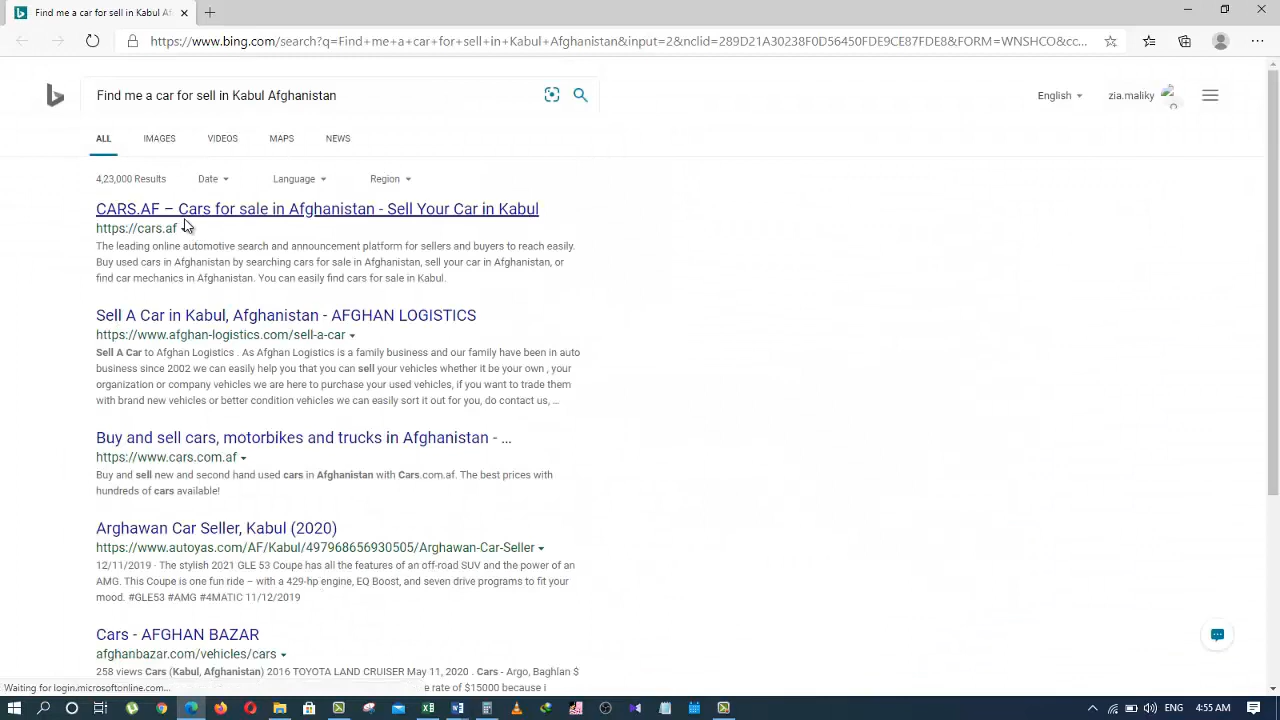 Find me a car for sell in Kabul Af
https://www.bing.com/search?q=Find+me+a+car+for+sell+in+Kabul+Afghanistan&input=2&nclid=289D21A30238F0D56450FDE9CE87FDE8&FORM=WNSHCO&cc...
Find me a car for sell in Kabul Afghanistan
English
zia.maliky
ALL IMAGES VIDEOS MAPS NEWS
4,23,000 Results Date Language Region
CARS.AF – Cars for sale in Afghanistan - Sell Your Car in Kabul
https://cars.af
The leading online automotive search and announcement platform for sellers and buyers to reach easily.
Buy used cars in Afghanistan by searching cars for sale in Afghanistan, sell your car in Afghanistan, or
find car mechanics in Afghanistan. You can easily find cars for sale in Kabul.
Sell A Car in Kabul, Afghanistan - AFGHAN LOGISTICS
https://www.afghan-logistics.com/sell-a-car
Sell A Car to Afghan Logistics . As Afghan Logistics is a family business and our family have been in auto
business since 2002 we can easily help you that you can sell your vehicles whether it be your own , your
organization or company vehicles we are here to purchase your used vehicles, if you want to trade them
with brand new vehicles or better condition vehicles we can easily sort it out for you, do contact us, ...
Buy and sell cars, motorbikes and trucks in Afghanistan - ...
https://www.cars.com.af
Buy and sell new and second hand used cars in Afghanistan with Cars.com.af. The best prices with
hundreds of cars available!
Arghawan Car Seller, Kabul (2020)
https://www.autoyas.com/AF/Kabul/497968656930505/Arghawan-Car-Seller
12/11/2019 · The stylish 2021 GLE 53 Coupe has all the features of an off-road SUV and the power of an
AMG. This Coupe is one fun ride – with a 429-hp engine, EQ Boost, and seven drive programs to fit your
mood. #GLE53 #AMG #4MATIC 11/12/2019
Cars - AFGHAN BAZAR
afghanbazar.com/vehicles/cars
258 views Cars (Kabul, Afghanistan) 2016 TOYOTA LAND CRUISER May 11, 2020 . Cars - Argo, Baghlan $
Waiting for login.microsoftonline.com...
e rate of $15000 because i
ENG 4:55 AM